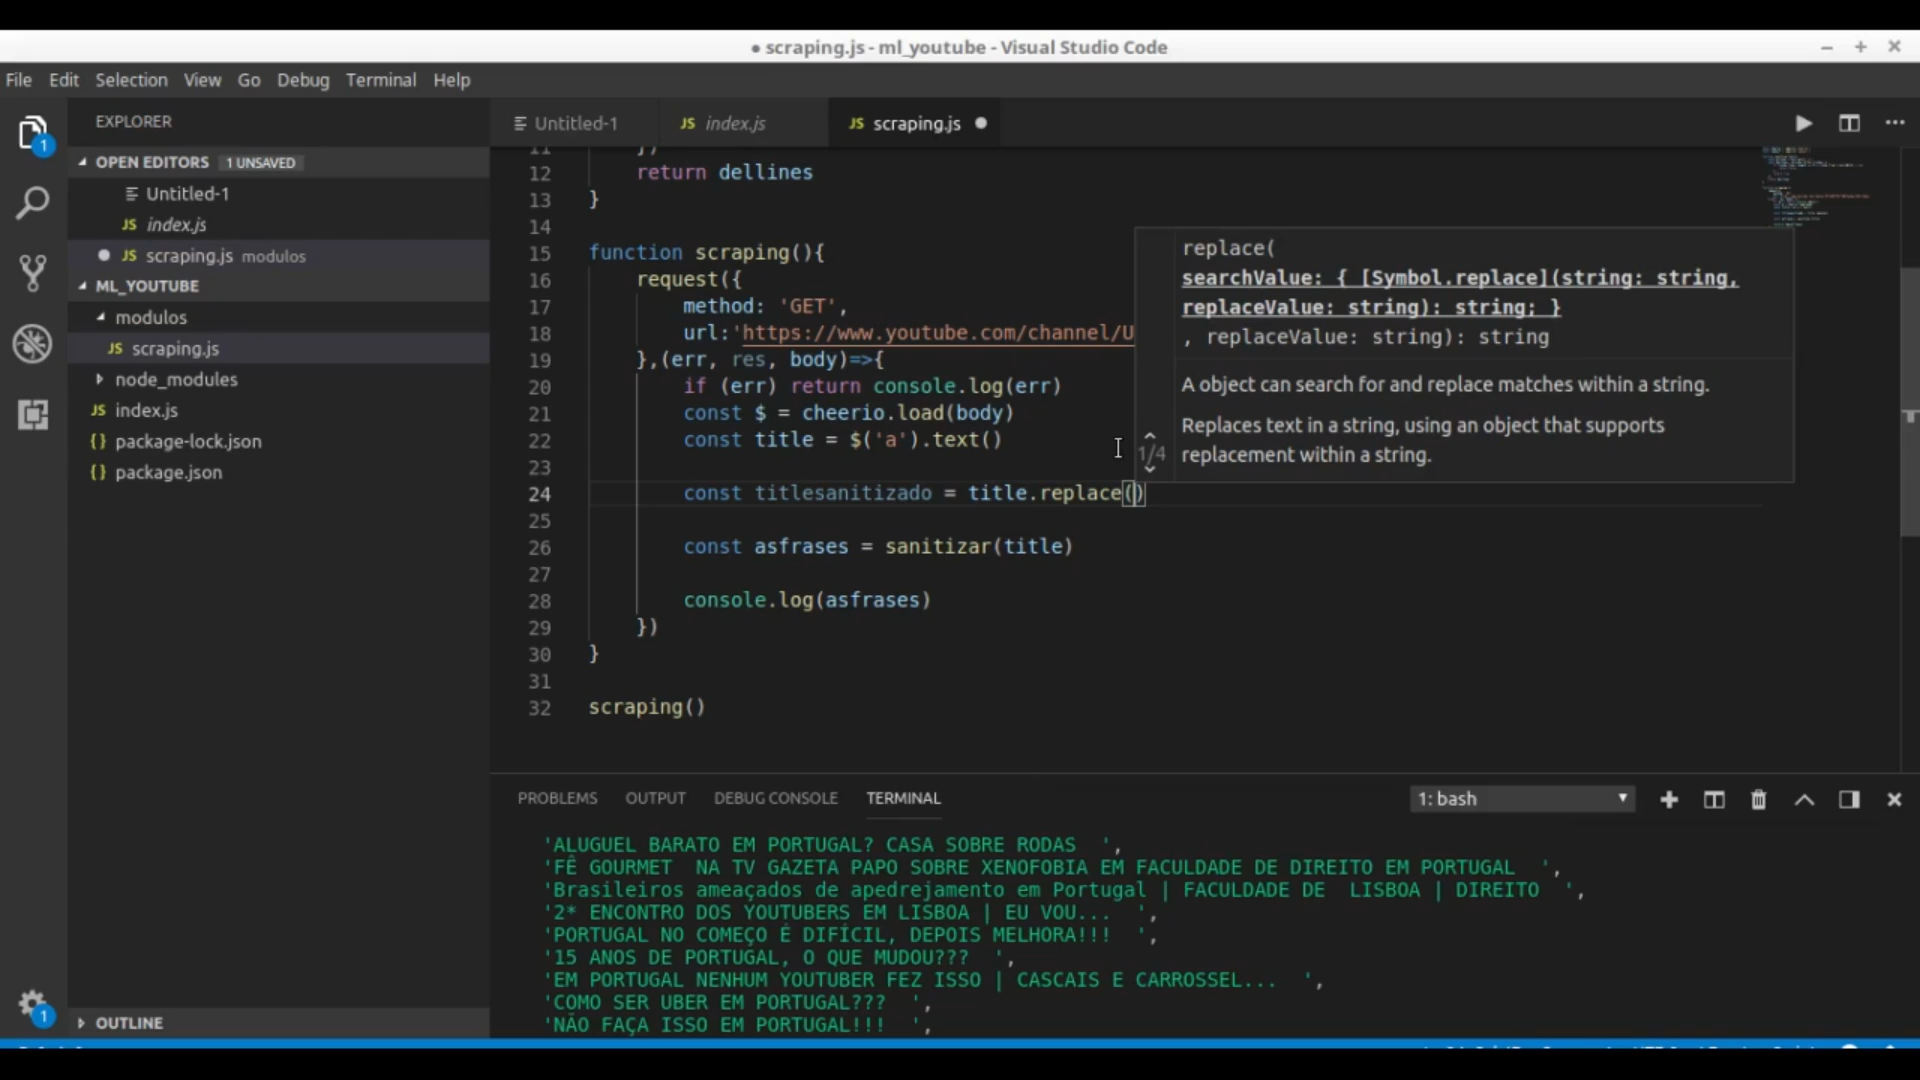 ● scraping.js - ml_youtube - Visual Studio Code
File Edit Selection View Go Debug Terminal Help
EXPLORER
OPEN EDITORS 1 UNSAVED
Untitled-1
JS index.js
JS scraping.js modulos
ML_YOUTUBE
modulos
JS scraping.js
node_modules
JS index.js
{} package-lock.json
{} package.json
OUTLINE
1
1
Untitled-1 JS index.js JS scraping.js
11 })
12 return dellines
13 }
14
15 function scraping(){
16 request({
17 method: 'GET',
18 url:'https://www.youtube.com/channel/U
19 },(err, res, body)=>{
20 if (err) return console.log(err)
21 const $ = cheerio.load(body)
22 const title = $('a').text()
23
24 const titlesanitizado = title.replace()
25
26 const asfrases = sanitizar(title)
27
28 console.log(asfrases)
29 })
30 }
31
32 scraping()
replace(
searchValue: { [Symbol.replace](string: string,
replaceValue: string): string; }
, replaceValue: string): string
A object can search for and replace matches within a string.
Replaces text in a string, using an object that supports
replacement within a string.
1/4
PROBLEMS OUTPUT DEBUG CONSOLE TERMINAL 1: bash
'ALUGUEL BARATO EM PORTUGAL? CASA SOBRE RODAS  ',
'FÊ GOURMET  NA TV GAZETA PAPO SOBRE XENOFOBIA EM FACULDADE DE DIREITO EM PORTUGAL  ',
'Brasileiros ameaçados de apedrejamento em Portugal | FACULDADE DE  LISBOA | DIREITO  ',
'2* ENCONTRO DOS YOUTUBERS EM LISBOA | EU VOU...  ',
'PORTUGAL NO COMEÇO É DIFÍCIL, DEPOIS MELHORA!!!  ',
'15 ANOS DE PORTUGAL, O QUE MUDOU???  ',
'EM PORTUGAL NENHUM YOUTUBER FEZ ISSO | CASCAIS E CARROSSEL...  ',
'COMO SER UBER EM PORTUGAL???  ',
'NÃO FAÇA ISSO EM PORTUGAL!!!  ',